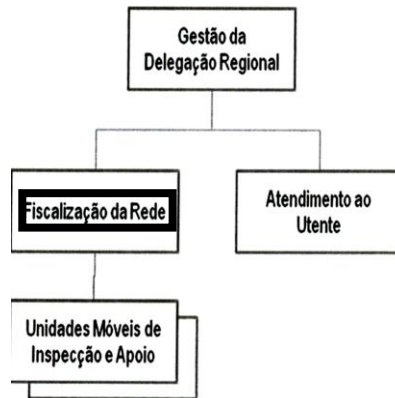 Gestão da
Delegação Regional
Fiscalização da Rede
Atendimento ao
Utente
Unidades Móveis de
Inspecção e Apoio